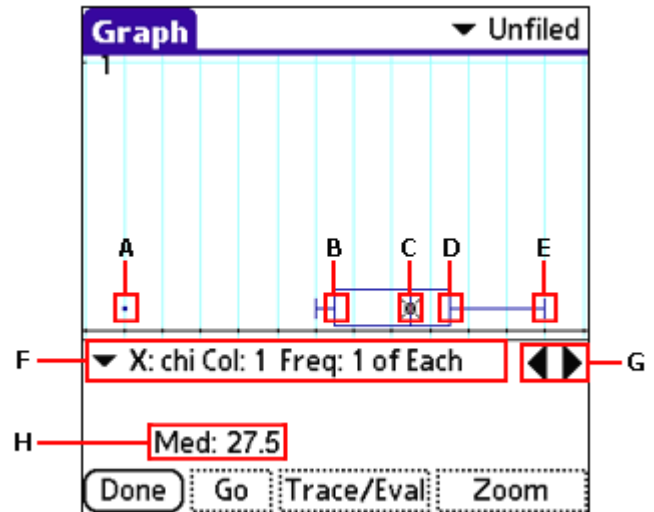 Graph Unfiled
1
A B C D E
F X: chi Col: 1 Freq: 1 of Each G
H Med: 27.5
Done Go Trace/Eval Zoom